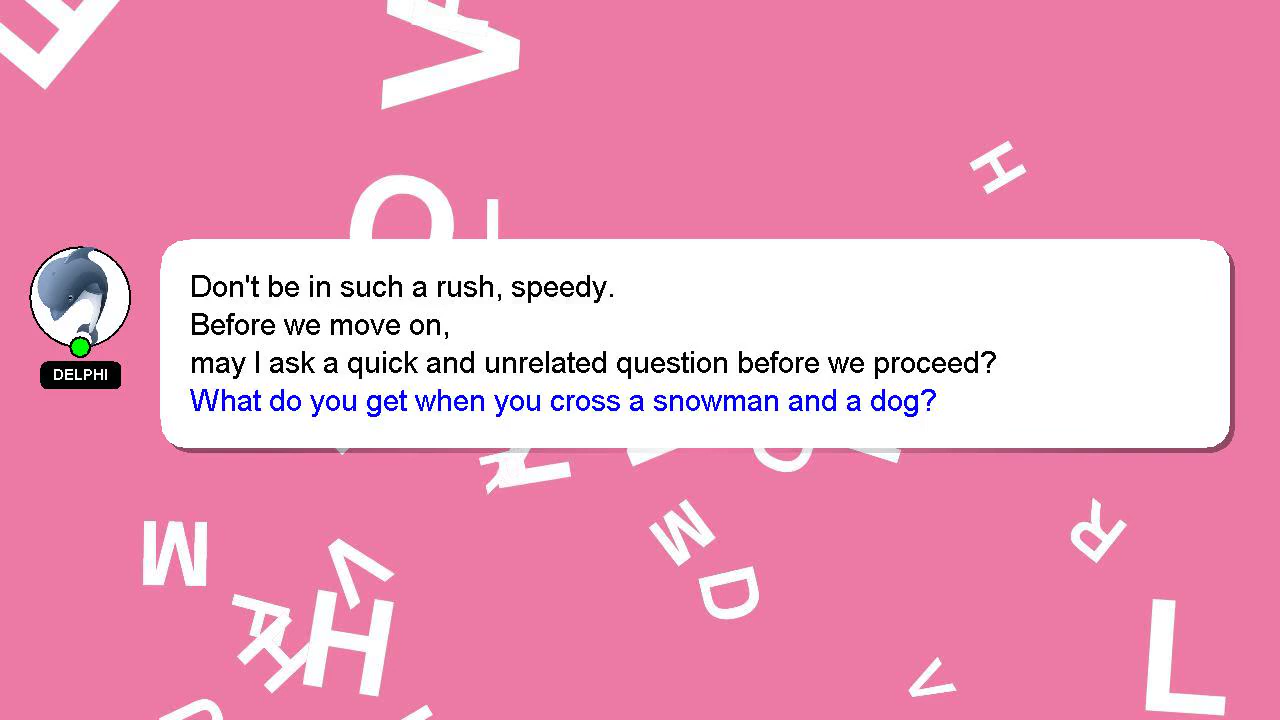 Don't be in such a rush, speedy.
Before we move on,
may I ask a quick and unrelated question before we proceed?
What do you get when you cross a snowman and a dog?
DELPHI
H
M
V
H
M
D
R
L
V